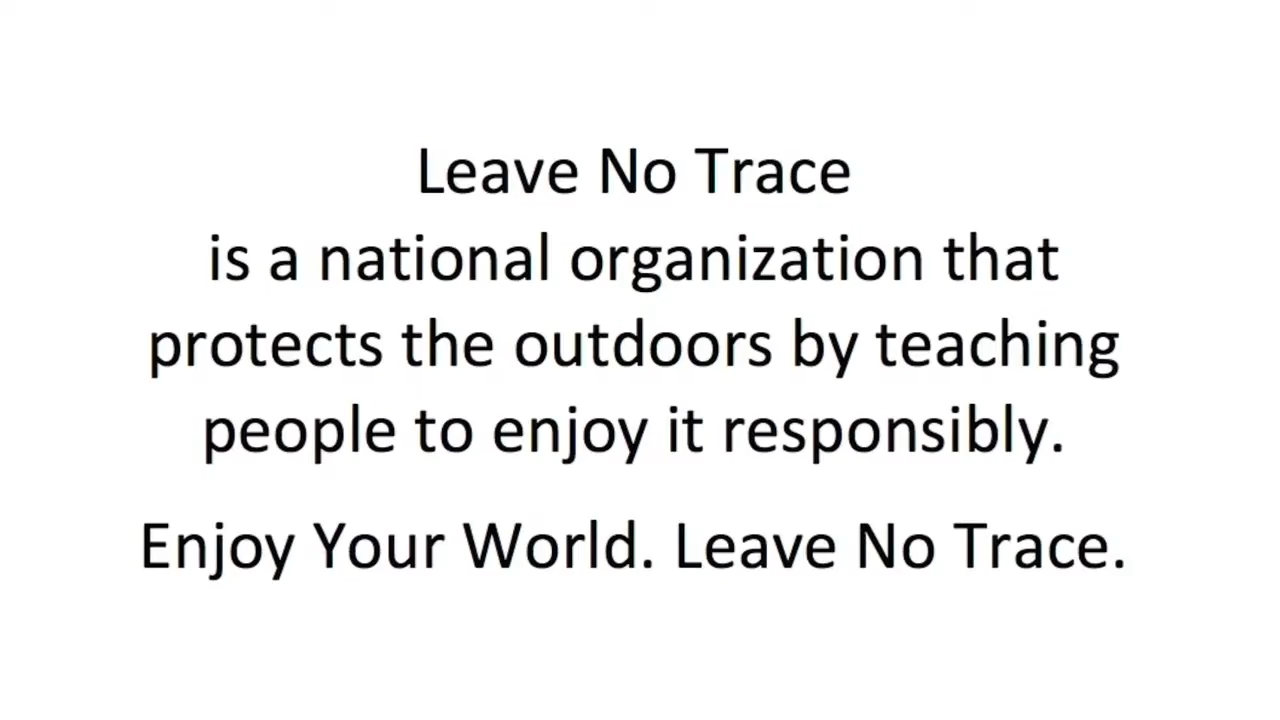 Leave No Trace
is a national organization that
protects the outdoors by teaching
people to enjoy it responsibly.
Enjoy Your World. Leave No Trace.